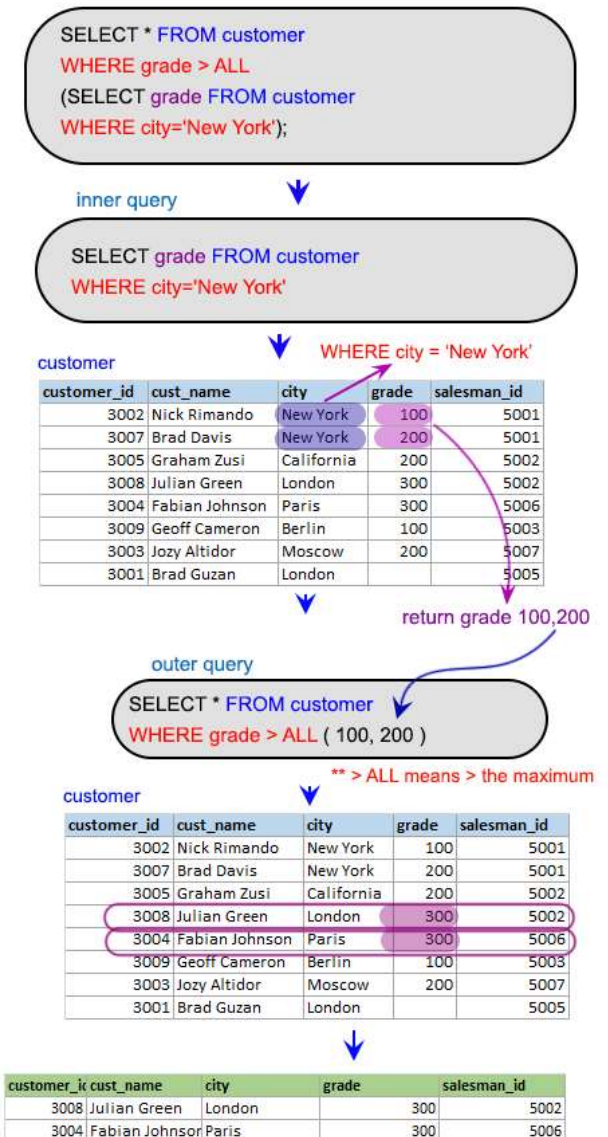 SELECT * FROM customer
WHERE grade > ALL
(SELECT grade FROM customer
WHERE city='New York');
inner query
SELECT grade FROM customer
WHERE city='New York'
WHERE city = 'New York'
customer
customer_id cust_name city grade salesman_id
3002 Nick Rimando New York 100 5001
3007 Brad Davis New York 200 5001
3005 Graham Zusi California 200 5002
3008 Julian Green London 300 5002
3004 Fabian Johnson Paris 300 5006
3009 Geoff Cameron Berlin 100 5003
3003 Jozy Altidor Moscow 200 5007
3001 Brad Guzan London 5005
return grade 100,200
outer query
SELECT * FROM customer
WHERE grade > ALL ( 100, 200 )
** > ALL means > the maximum
customer
customer_id cust_name city grade salesman_id
3002 Nick Rimando New York 100 5001
3007 Brad Davis New York 200 5001
3005 Graham Zusi California 200 5002
3008 Julian Green London 300 5002
3004 Fabian Johnson Paris 300 5006
3009 Geoff Cameron Berlin 100 5003
3003 Jozy Altidor Moscow 200 5007
3001 Brad Guzan London 5005
customer_ic cust_name city grade salesman_id
3008 Julian Green London 300 5002
3004 Fabian Johnsor Paris 300 5006